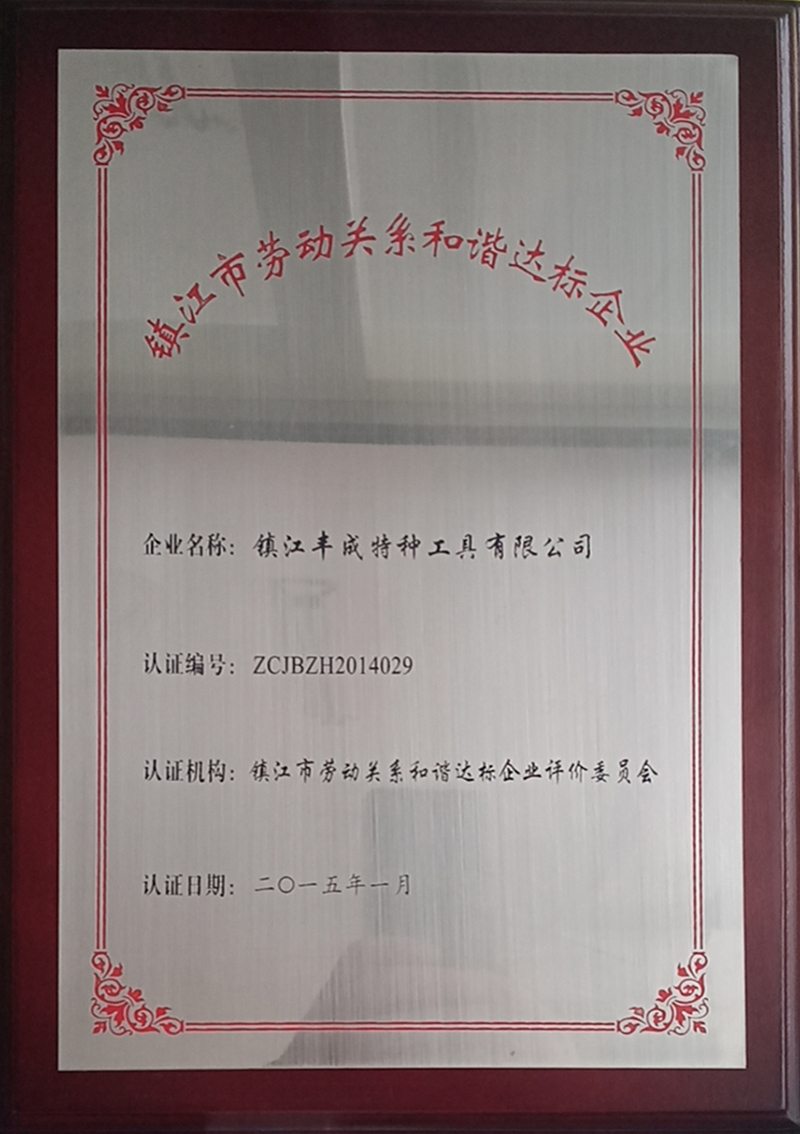 镇江市劳动关系和谐达标企业
企业名称：镇江丰成特种工具有限公司
认证编号：ZCJBZH2014029
认证机构：镇江市劳动关系和谐达标企业评价委员会
认证日期：二〇一五年一月